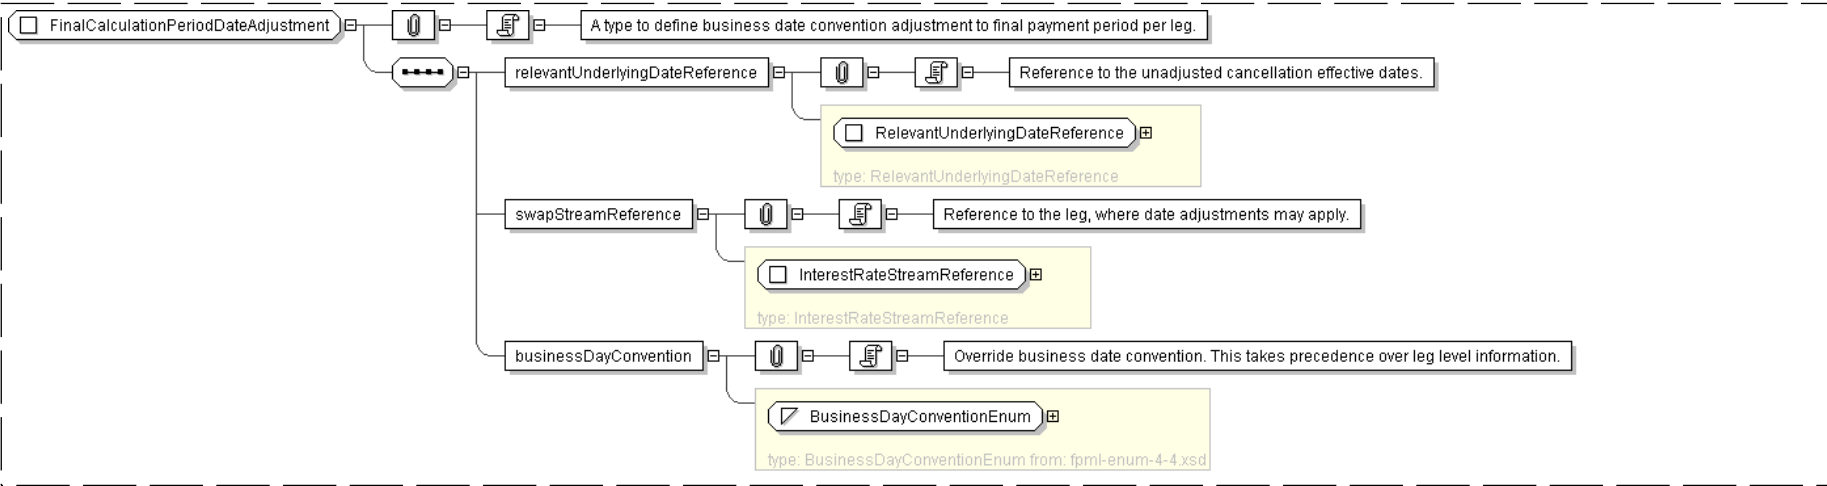 FinalCalculationPeriodDateAdjustment
A type to define business date convention adjustment to final payment period per leg.
relevantUnderlyingDateReference
Reference to the unadjusted cancellation effective dates.
RelevantUnderlyingDateReference
type: RelevantUnderlyingDateReference
swapStreamReference
Reference to the leg, where date adjustments may apply.
InterestRateStreamReference
type: InterestRateStreamReference
businessDayConvention
Override business date convention. This takes precedence over leg level information.
BusinessDayConventionEnum
type: BusinessDayConventionEnum from: fpml-enum-4-4.xsd